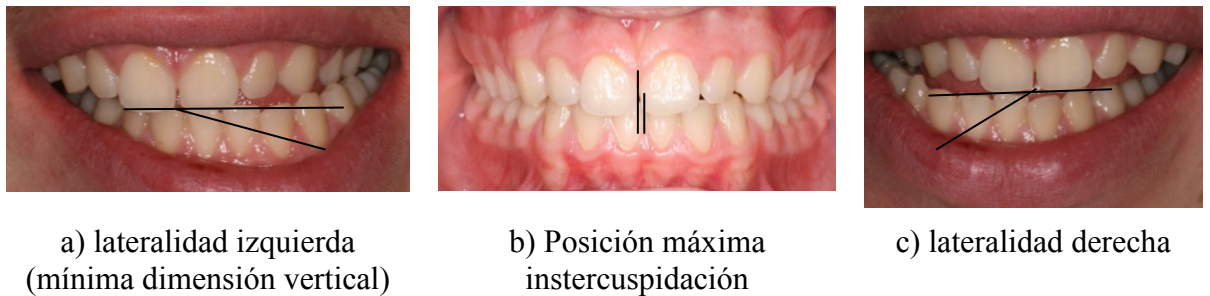 a) lateralidad izquierda
(mínima dimensión vertical)
b) Posición máxima
instercuspidación
c) lateralidad derecha